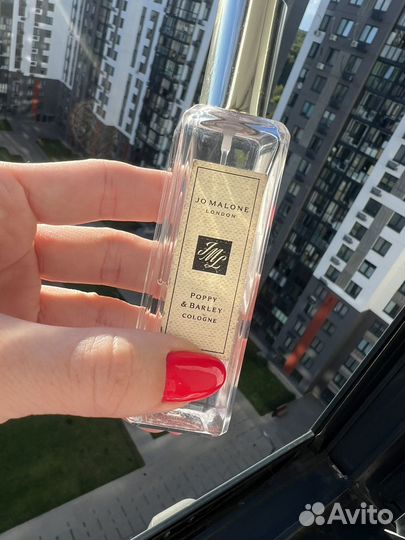 JO MALONE
LONDON
JML
POPPY
& BARLEY
COLOGNE
Avito